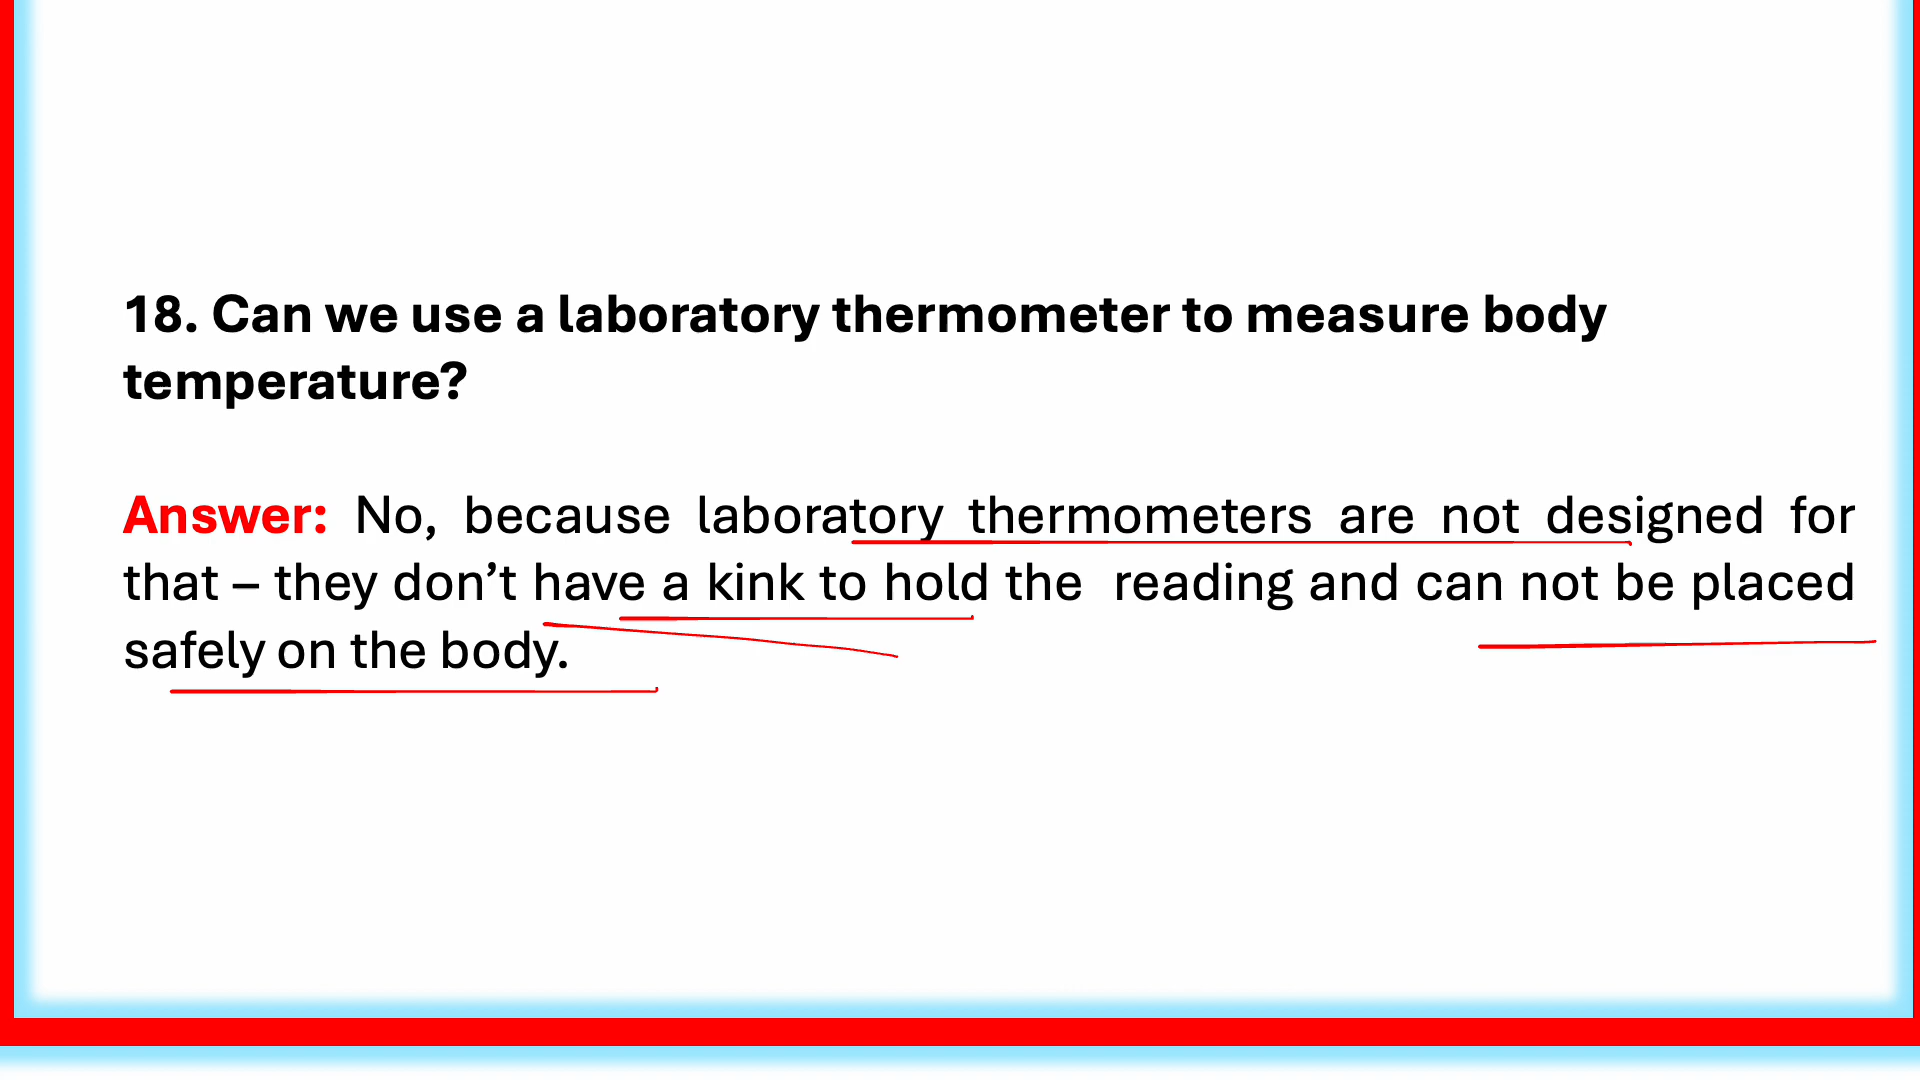 18. Can we use a laboratory thermometer to measure body
temperature?
Answer: No, because laboratory thermometers are not designed for
that – they don’t have a kink to hold the  reading and can not be placed
safely on the body.